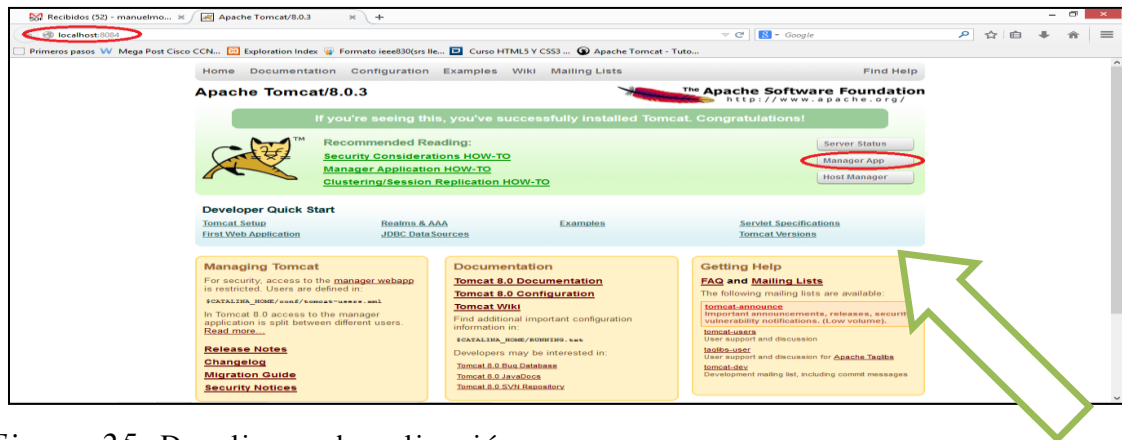 Recibidos (52) - manuelmo... × Apache Tomcat/8.0.3 × +
localhost:8084 Google
Primeros pasos Mega Post Cisco CCN... Exploration Index Formato ieee830(srs lle... Curso HTML5 Y CSS3 ... Apache Tomcat - Tuto...
Home Documentation Configuration Examples Wiki Mailing Lists Find Help
Apache Tomcat/8.0.3
The Apache Software Foundation
http://www.apache.org/
If you're seeing this, you've successfully installed Tomcat. Congratulations!
TM
Recommended Reading:
Security Considerations HOW-TO
Manager Application HOW-TO
Clustering/Session Replication HOW-TO
Server Status
Manager App
Host Manager
Developer Quick Start
Tomcat Setup
First Web Application
Realms & AAA
JDBC DataSources
Examples
Servlet Specifications
Tomcat Versions
Managing Tomcat
For security, access to the manager webapp
is restricted. Users are defined in:
$CATALINA_HOME/conf/tomcat-users.xml
In Tomcat 8.0 access to the manager
application is split between different users.
Read more...
Release Notes
Changelog
Migration Guide
Security Notices
Documentation
Tomcat 8.0 Documentation
Tomcat 8.0 Configuration
Tomcat Wiki
Find additional important configuration
information in:
$CATALINA_HOME/RUNNING.txt
Developers may be interested in:
Tomcat 8.0 Bug Database
Tomcat 8.0 JavaDocs
Tomcat 8.0 SVN Repository
Getting Help
FAQ and Mailing Lists
The following mailing lists are available:
tomcat-announce
Important announcements, releases, security
vulnerability notifications. (Low volume).
tomcat-users
User support and discussion
taglibs-user
User support and discussion for Apache Taglibs
tomcat-dev
Development mailing list, including commit messages